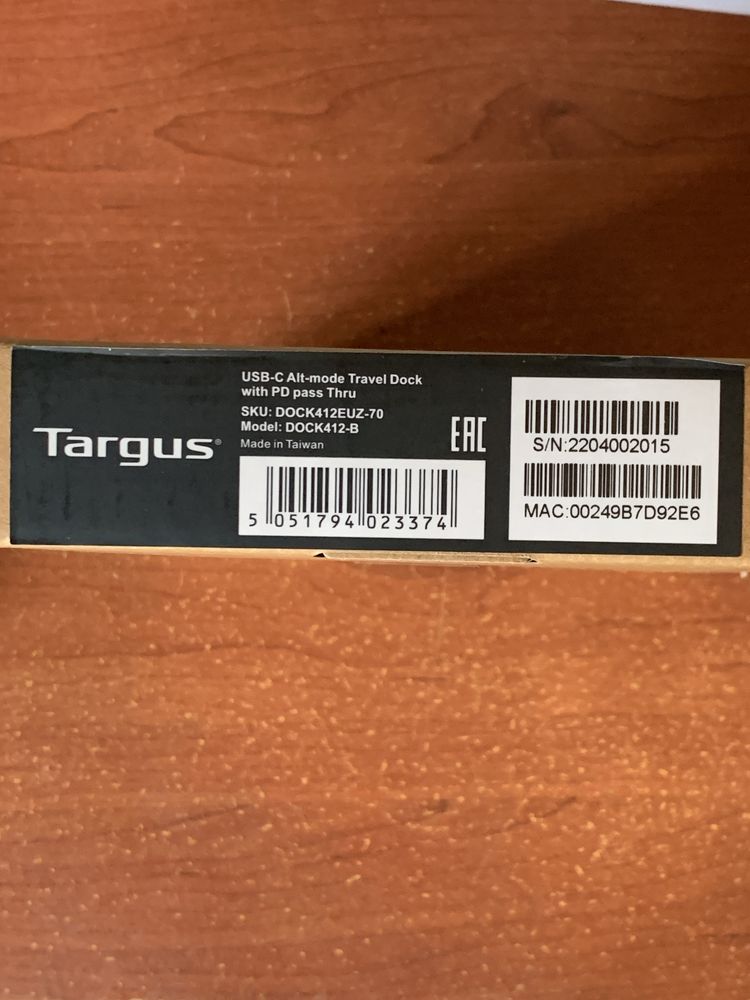 Targus®
USB-C Alt-mode Travel Dock
with PD pass Thru
SKU: DOCK412EUZ-70
Model: DOCK412-B
Made in Taiwan
5 051794 023374
EAC
S/N:2204002015
MAC:00249B7D92E6